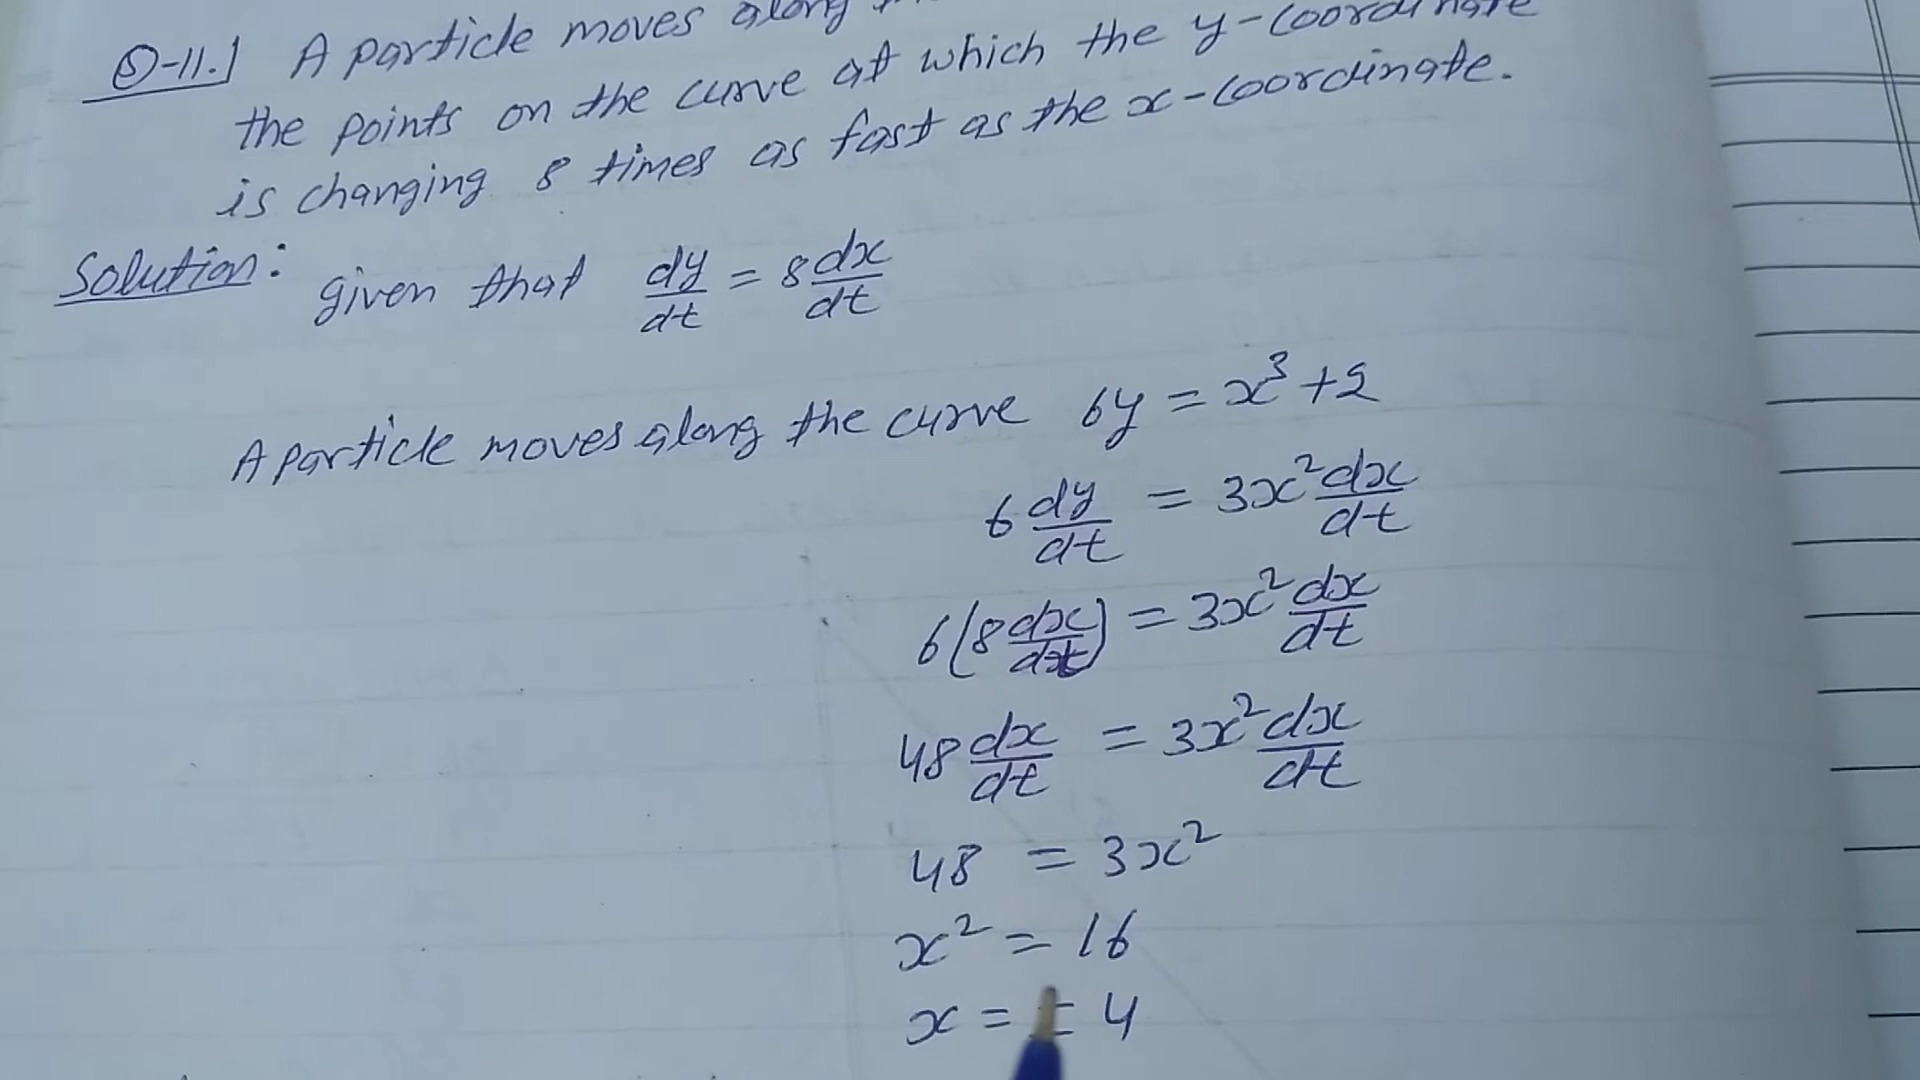 Q-11.] A particle moves along
the points on the curve at which the y-coordinate
is changing 8 times as fast as the x-coordinate.
Solution: given that dy/dt = 8 dx/dt
A particle moves along the curve 6y = x³ + 2
6 dy/dt = 3x² dx/dt
6(8 dx/dt) = 3x² dx/dt
48 dx/dt = 3x² dx/dt
48 = 3x²
x² = 16
x = ± 4